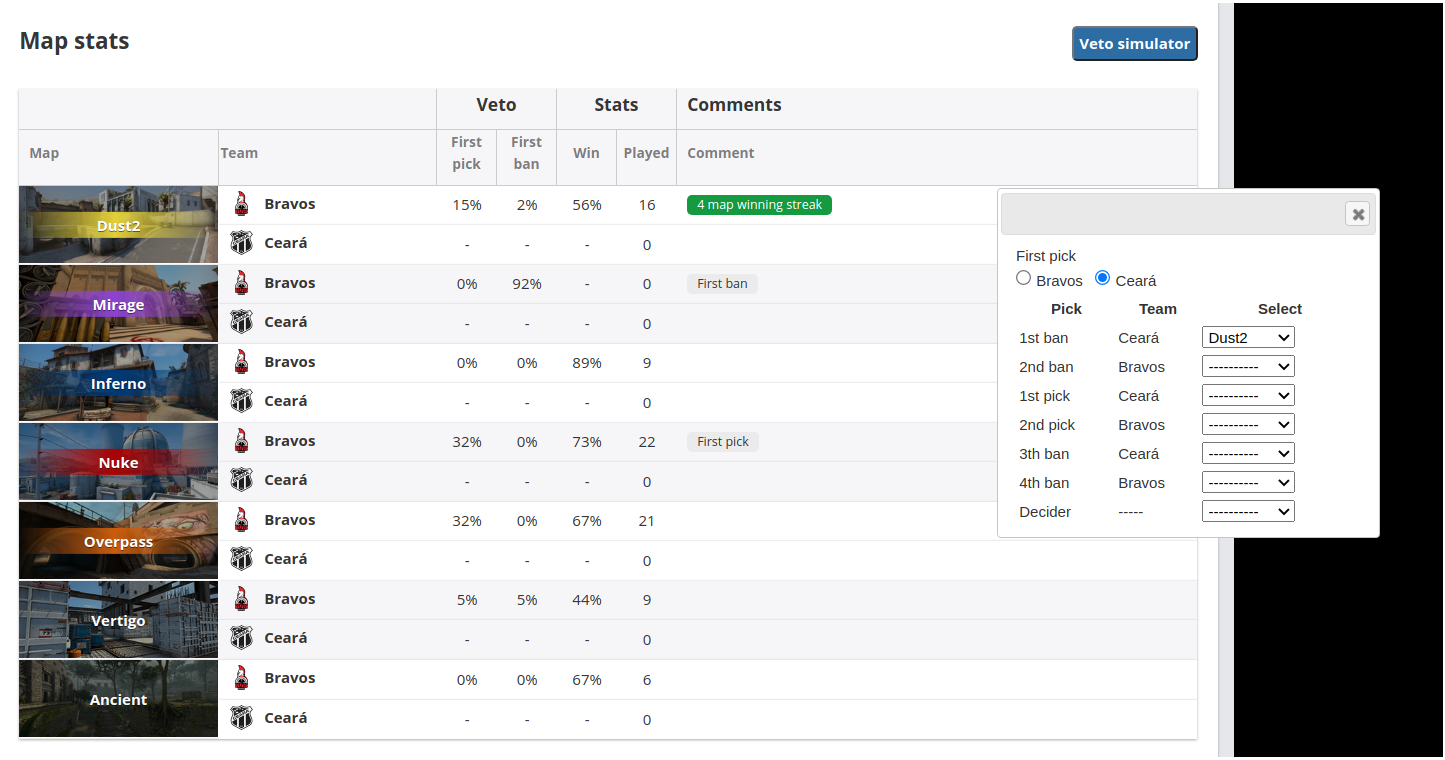 Map stats
Veto simulator
Veto Stats Comments
Map Team First pick First ban Win Played Comment
Dust2
Bravos 15% 2% 56% 16 4 map winning streak
Ceará - - - 0
Mirage
Bravos 0% 92% - 0 First ban
Ceará - - - 0
Inferno
Bravos 0% 0% 89% 9
Ceará - - - 0
Nuke
Bravos 32% 0% 73% 22 First pick
Ceará - - - 0
Overpass
Bravos 32% 0% 67% 21
Ceará - - - 0
Vertigo
Bravos 5% 5% 44% 9
Ceará - - - 0
Ancient
Bravos 0% 0% 67% 6
Ceará - - - 0
First pick
Bravos Ceará
Pick Team Select
1st ban Ceará Dust2
2nd ban Bravos ----------
1st pick Ceará ----------
2nd pick Bravos ----------
3th ban Ceará ----------
4th ban Bravos ----------
Decider ----- ----------